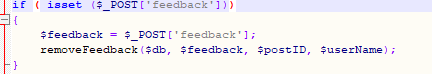 if ( isset ($_POST['feedback']))
{
$feedback = $_POST['feedback'];
removeFeedback($db, $feedback, $postID, $userName);
}